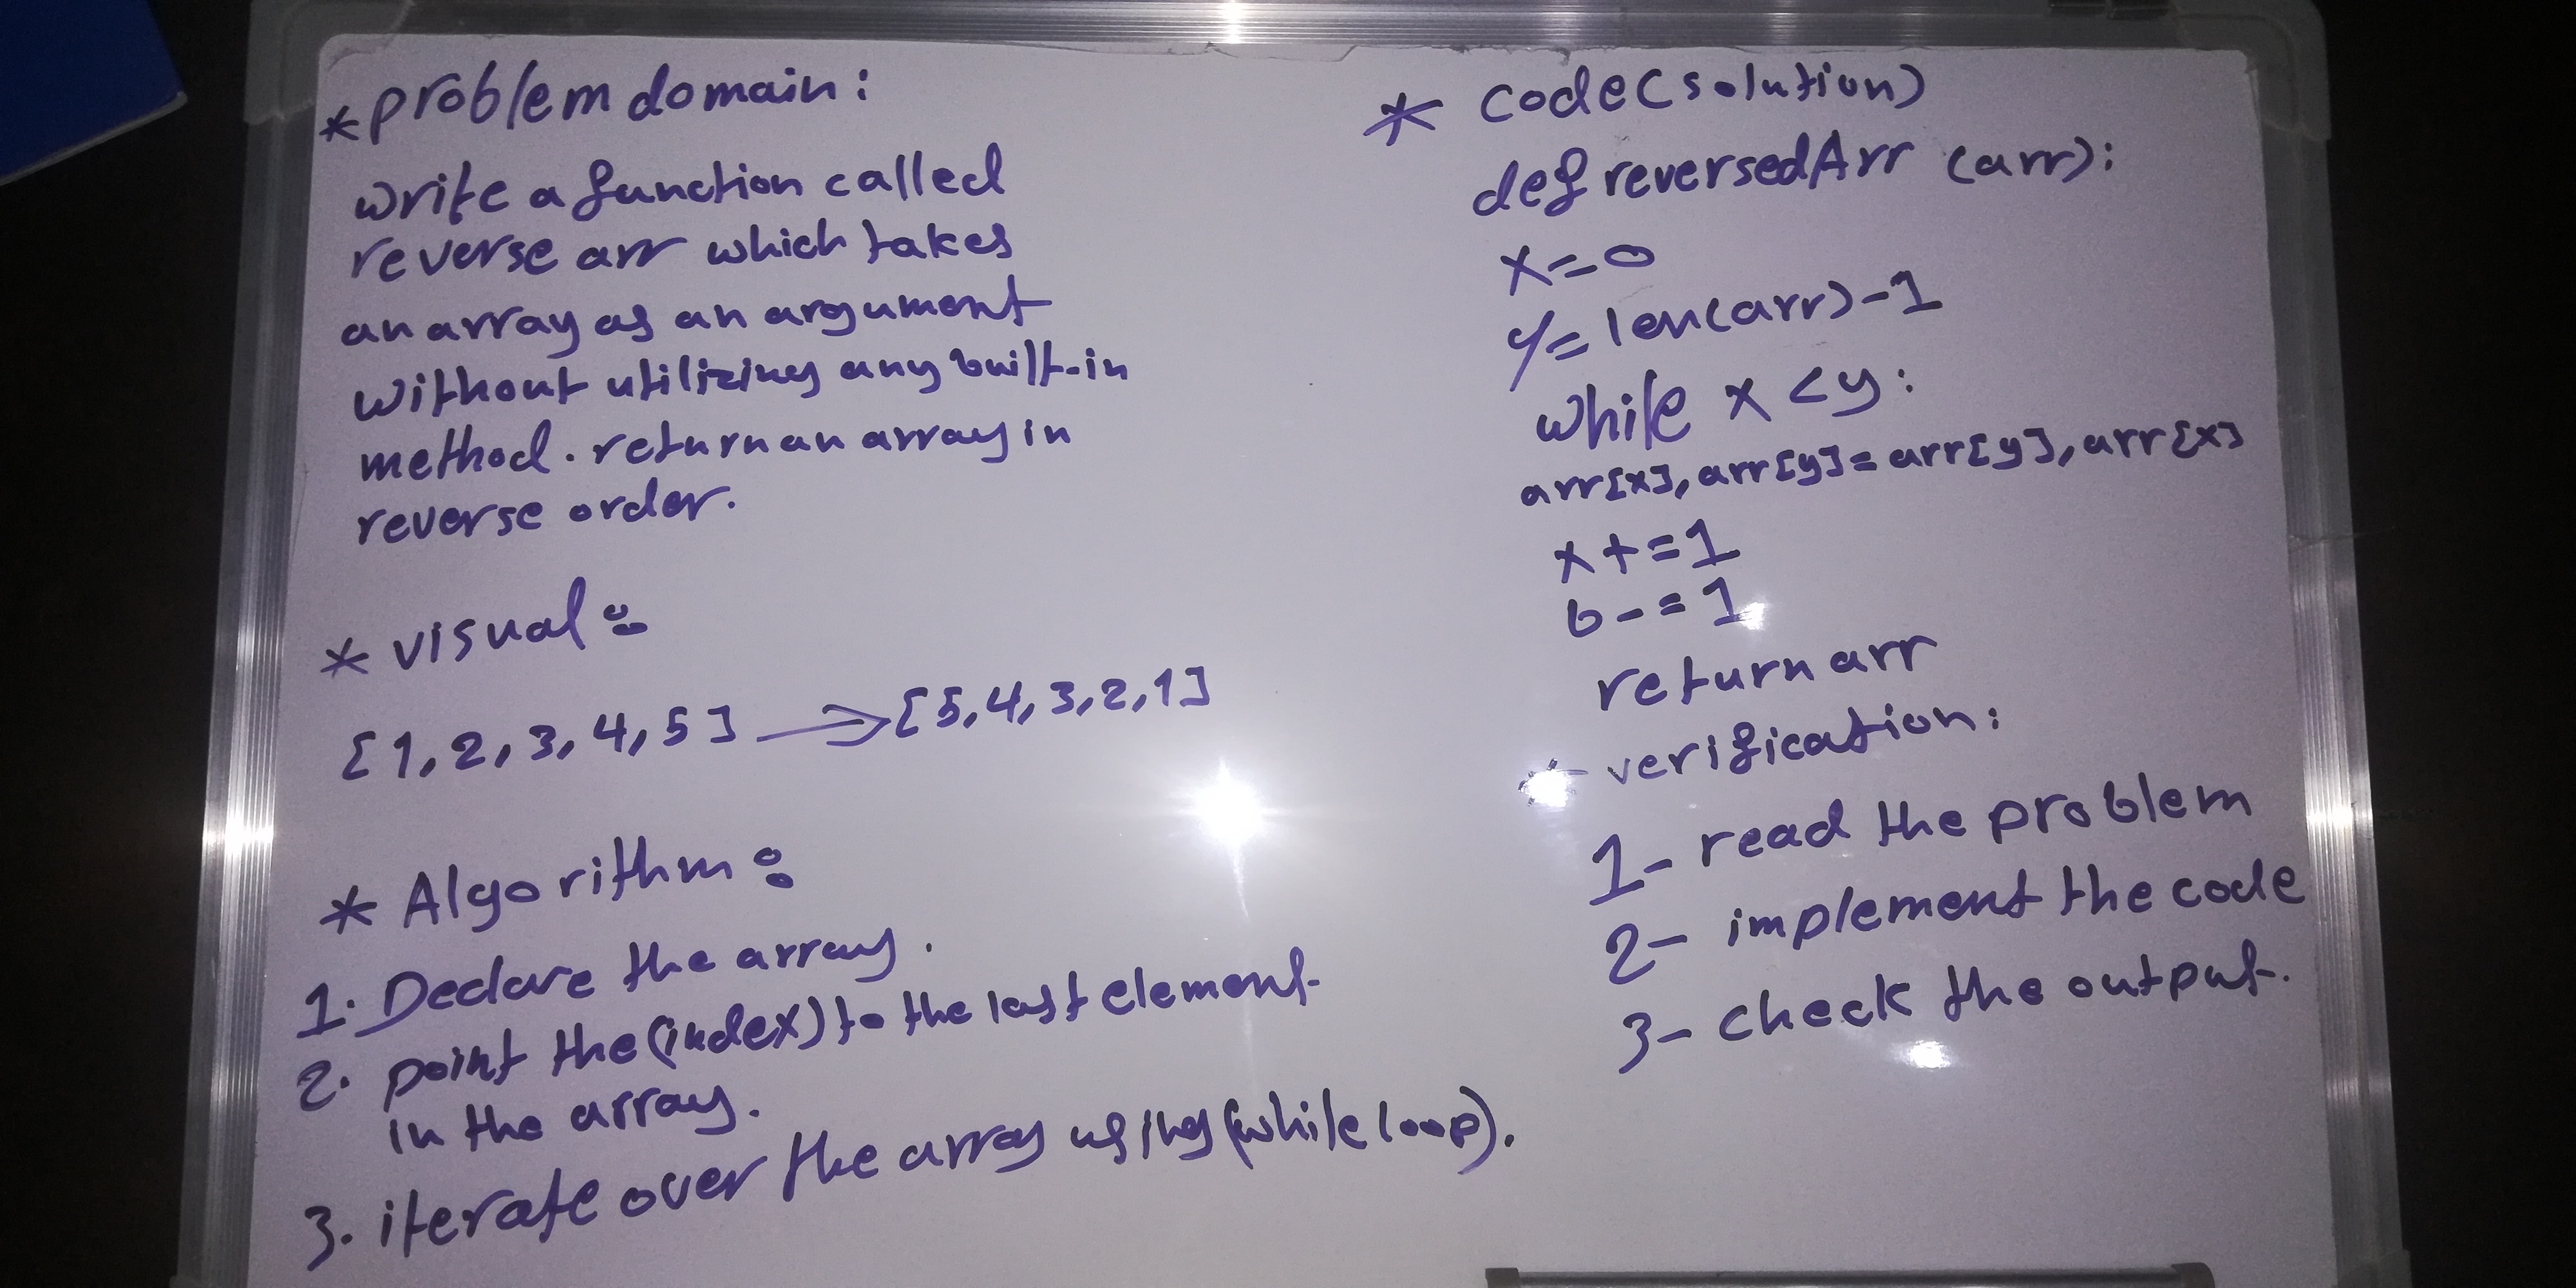 * problem domain:
write a function called
reverse arr which takes
an array as an argument
without utilizing any built-in
method. return an array in
reverse order.
* visual:
[1,2,3,4,5] → [5,4,3,2,1]
* Algorithm:
1. Declare the array.
2. point the (index) to the last element
in the array.
3. iterate over the array using (while loop).
* code (solution)
def reversedArr (arr):
x=0
y= len(arr)-1
while x < y:
arr[x], arr[y] = arr[y], arr[x]
x+=1
b-=1
return arr
* verification:
1- read the problem
2- implement the code
3- check the output.